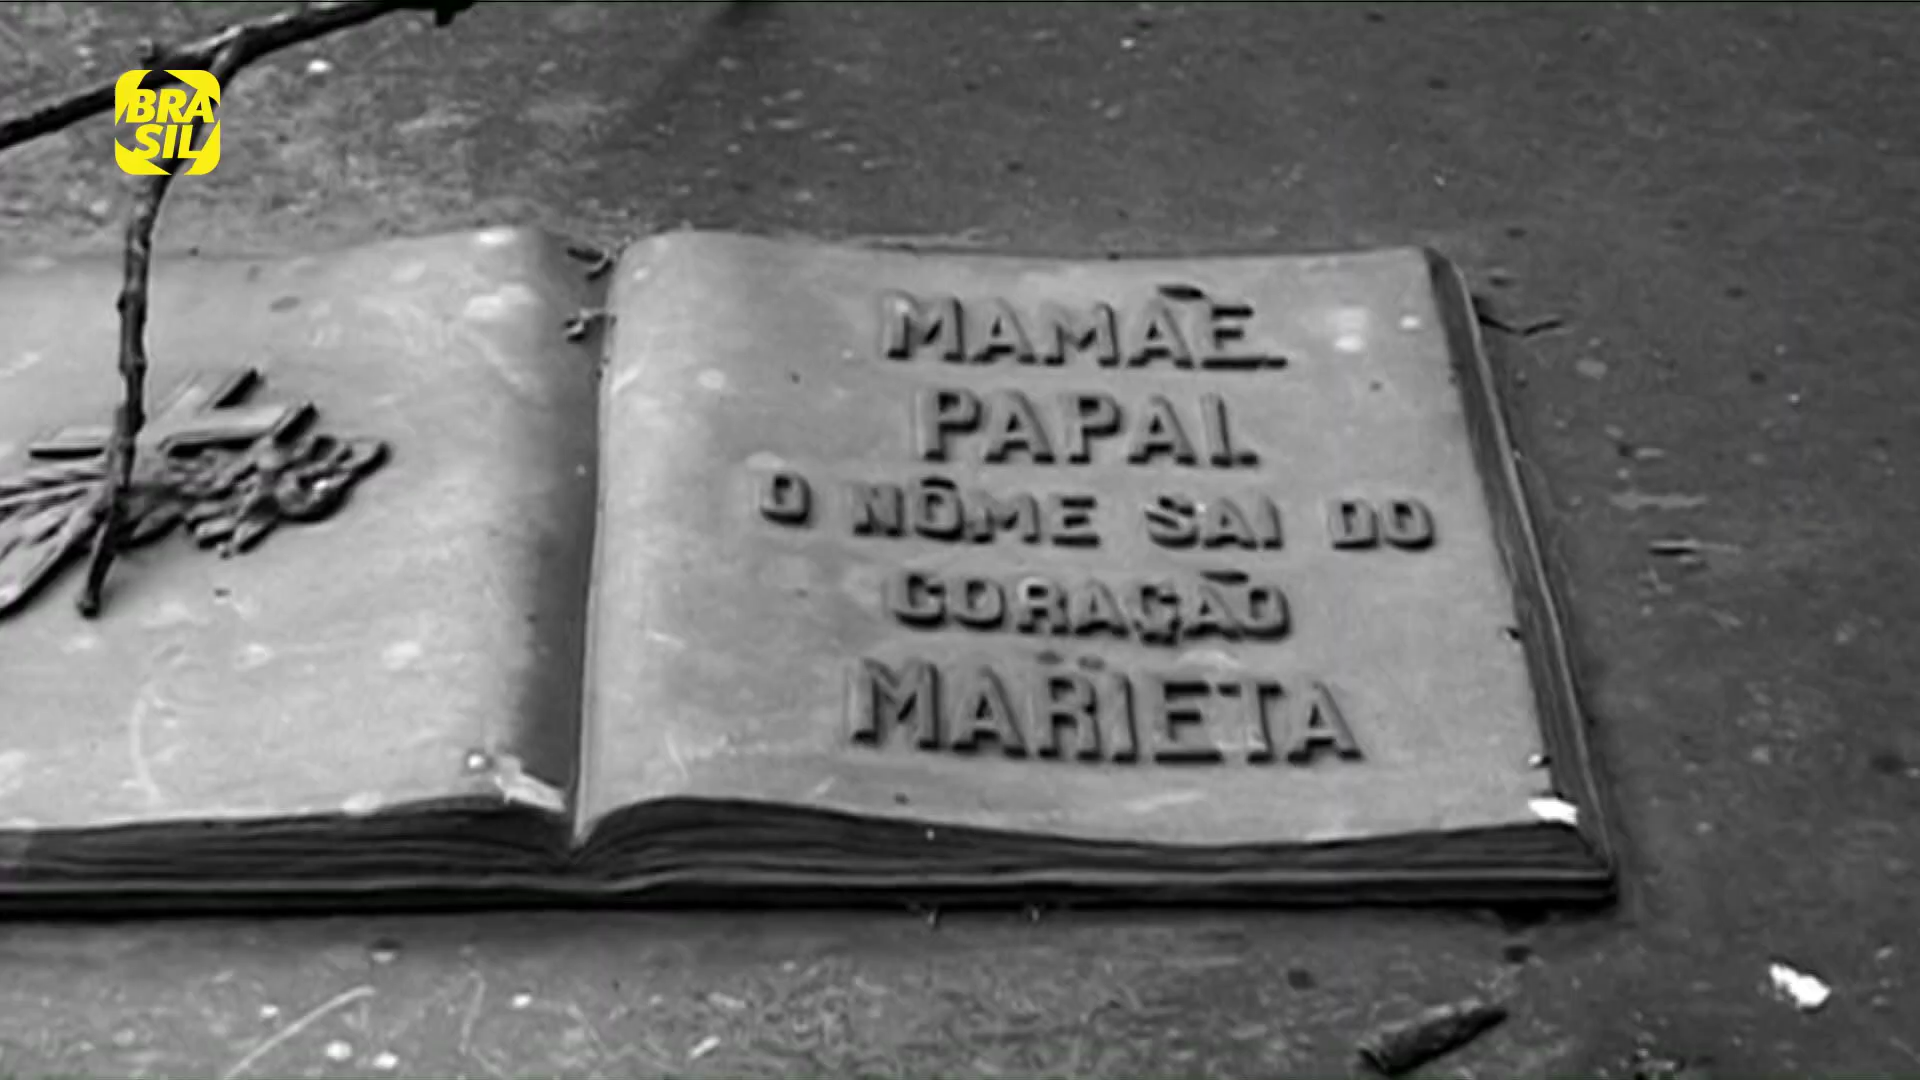 BRA
SIL
MAMÃE.
PAPAI.
O NÔME SAI DO
CORAÇÃO
MARIETA